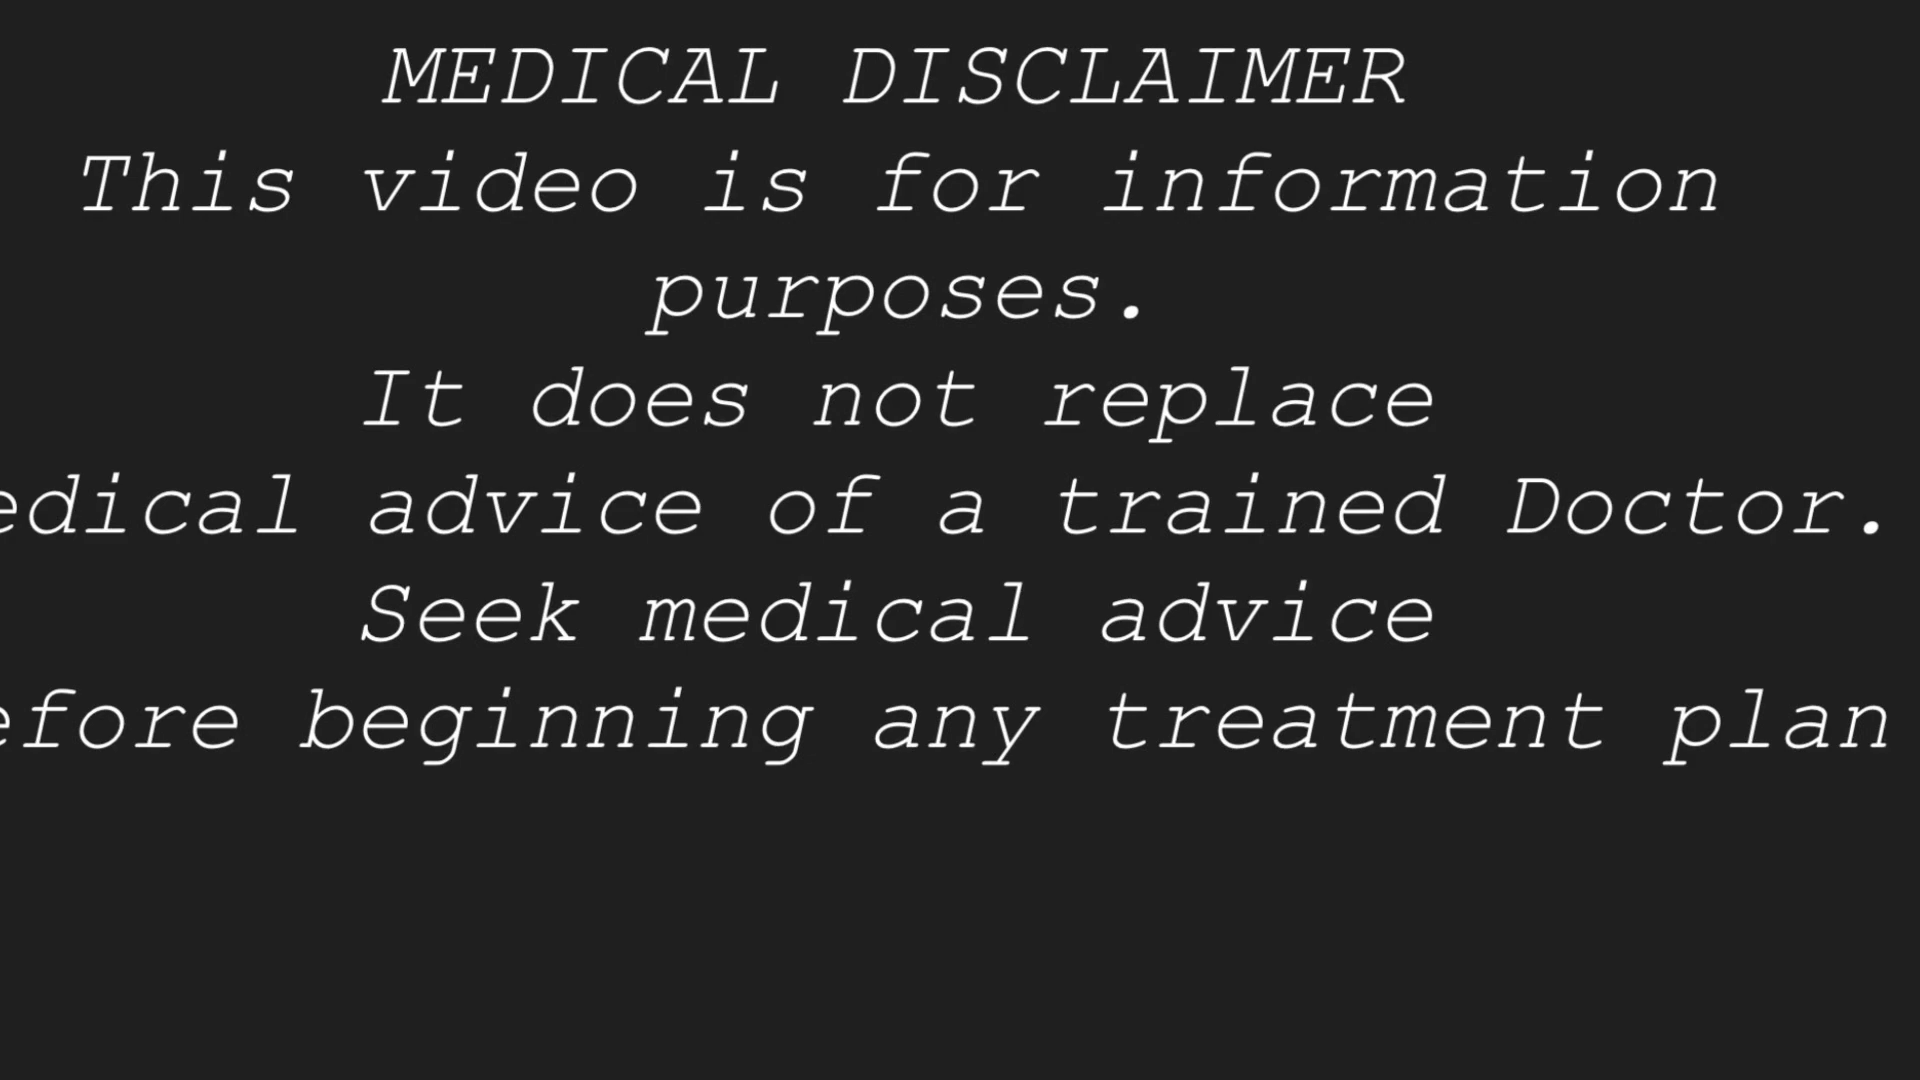 MEDICAL DISCLAIMER
This video is for information
purposes.
It does not replace
edical advice of a trained Doctor.
Seek medical advice
efore beginning any treatment plan